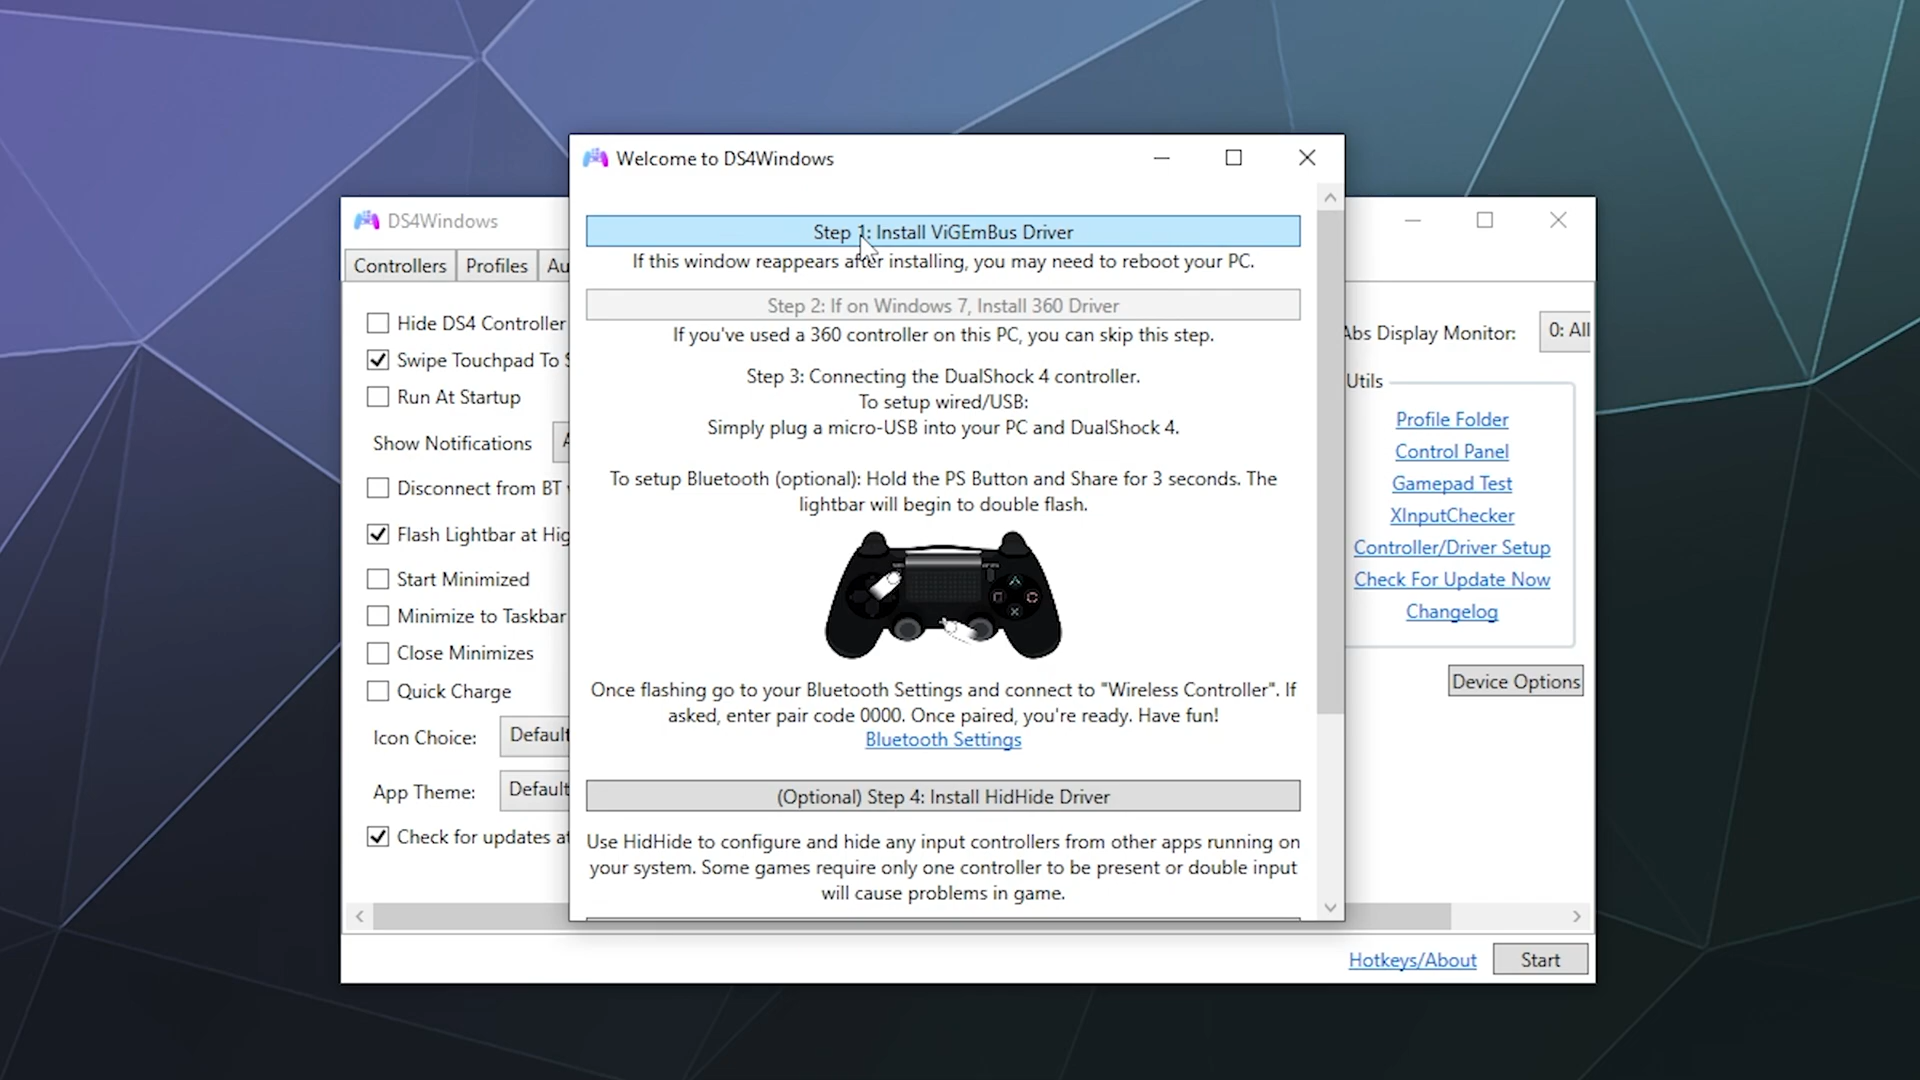 Welcome to DS4Windows
Step 1: Install ViGEmBus Driver
If this window reappears after installing, you may need to reboot your PC.
Step 2: If on Windows 7, Install 360 Driver
If you've used a 360 controller on this PC, you can skip this step.
Step 3: Connecting the DualShock 4 controller.
To setup wired/USB:
Simply plug a micro-USB into your PC and DualShock 4.
To setup Bluetooth (optional): Hold the PS Button and Share for 3 seconds. The
lightbar will begin to double flash.
Once flashing go to your Bluetooth Settings and connect to "Wireless Controller". If
asked, enter pair code 0000. Once paired, you're ready. Have fun!
Bluetooth Settings
(Optional) Step 4: Install HidHide Driver
Use HidHide to configure and hide any input controllers from other apps running on
your system. Some games require only one controller to be present or double input
will cause problems in game.
DS4Windows
Controllers Profiles Au
Hide DS4 Controller
Swipe Touchpad To
Run At Startup
Show Notifications
Disconnect from BT
Flash Lightbar at Hig
Start Minimized
Minimize to Taskbar
Close Minimizes
Quick Charge
Icon Choice: Default
App Theme: Default
Check for updates at
Abs Display Monitor: 0: All
Utils
Profile Folder
Control Panel
Gamepad Test
XInputChecker
Controller/Driver Setup
Check For Update Now
Changelog
Device Options
Hotkeys/About Start